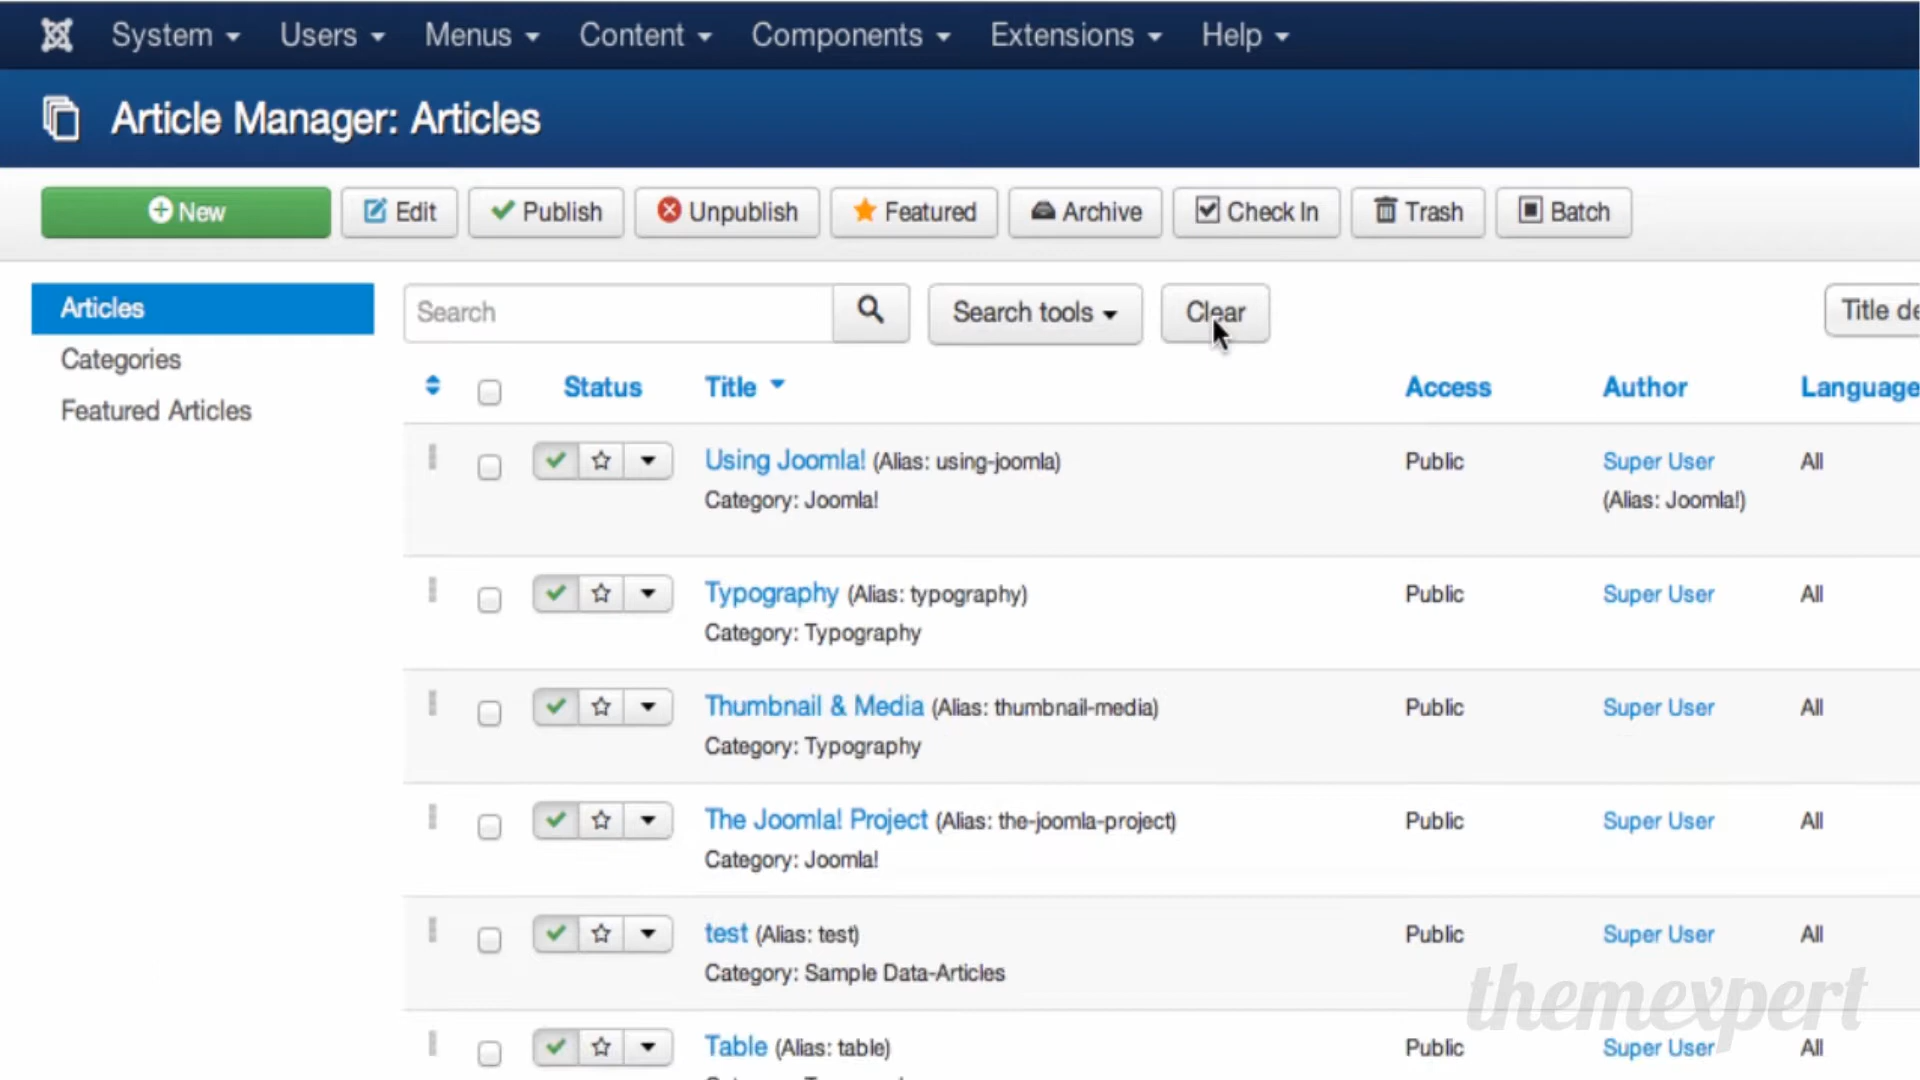 System Users Menus Content Components Extensions Help
Article Manager: Articles
New Edit Publish Unpublish Featured Archive Check In Trash Batch
Articles
Categories
Featured Articles
Search Search tools Clear Title de
Status Title Access Author Language
Using Joomla! (Alias: using-joomla) Public Super User All
Category: Joomla! (Alias: Joomla!)
Typography (Alias: typography) Public Super User All
Category: Typography
Thumbnail & Media (Alias: thumbnail-media) Public Super User All
Category: Typography
The Joomla! Project (Alias: the-joomla-project) Public Super User All
Category: Joomla!
test (Alias: test) Public Super User All
Category: Sample Data-Articles
themexpert
Table (Alias: table) Public Super User All